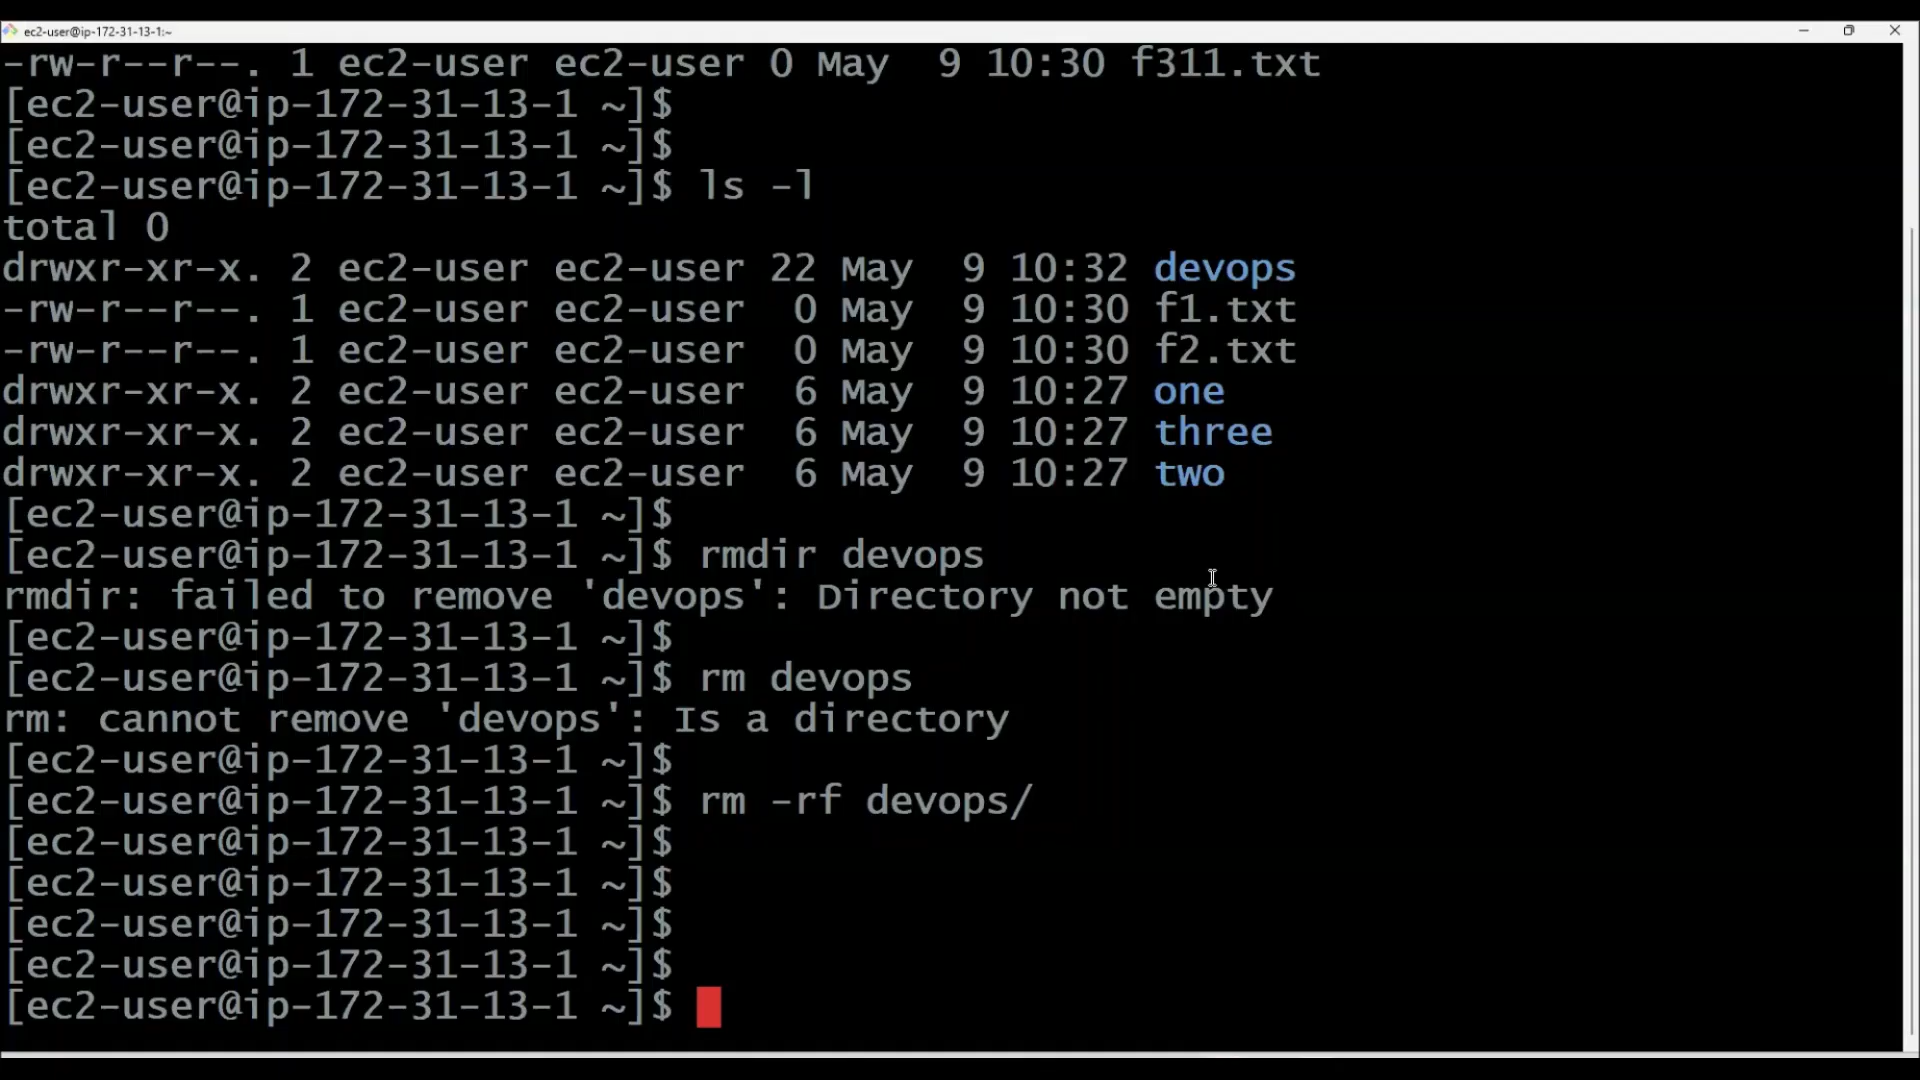 ec2-user@ip-172-31-13-1:~
-rw-r--r--. 1 ec2-user ec2-user 0 May  9 10:30 f311.txt
[ec2-user@ip-172-31-13-1 ~]$
[ec2-user@ip-172-31-13-1 ~]$
[ec2-user@ip-172-31-13-1 ~]$ ls -l
total 0
drwxr-xr-x. 2 ec2-user ec2-user 22 May  9 10:32 devops
-rw-r--r--. 1 ec2-user ec2-user  0 May  9 10:30 f1.txt
-rw-r--r--. 1 ec2-user ec2-user  0 May  9 10:30 f2.txt
drwxr-xr-x. 2 ec2-user ec2-user  6 May  9 10:27 one
drwxr-xr-x. 2 ec2-user ec2-user  6 May  9 10:27 three
drwxr-xr-x. 2 ec2-user ec2-user  6 May  9 10:27 two
[ec2-user@ip-172-31-13-1 ~]$
[ec2-user@ip-172-31-13-1 ~]$ rmdir devops
rmdir: failed to remove 'devops': Directory not empty
[ec2-user@ip-172-31-13-1 ~]$
[ec2-user@ip-172-31-13-1 ~]$ rm devops
rm: cannot remove 'devops': Is a directory
[ec2-user@ip-172-31-13-1 ~]$
[ec2-user@ip-172-31-13-1 ~]$ rm -rf devops/
[ec2-user@ip-172-31-13-1 ~]$
[ec2-user@ip-172-31-13-1 ~]$
[ec2-user@ip-172-31-13-1 ~]$
[ec2-user@ip-172-31-13-1 ~]$
[ec2-user@ip-172-31-13-1 ~]$